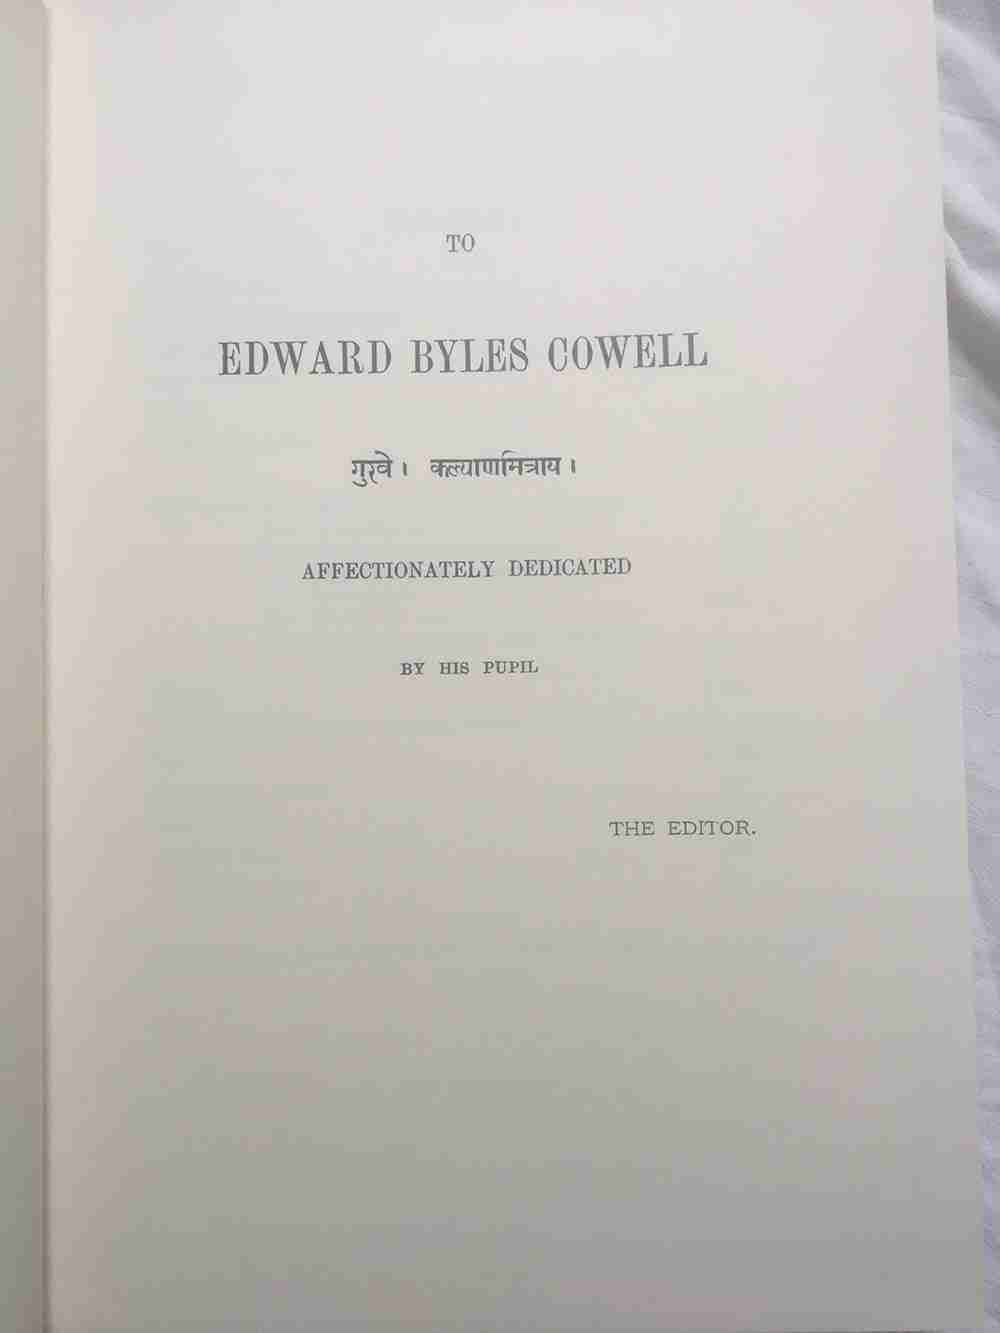 TO
EDWARD BYLES COWELL
गुरवे। कल्याणमित्राय।
AFFECTIONATELY DEDICATED
BY HIS PUPIL
THE EDITOR.